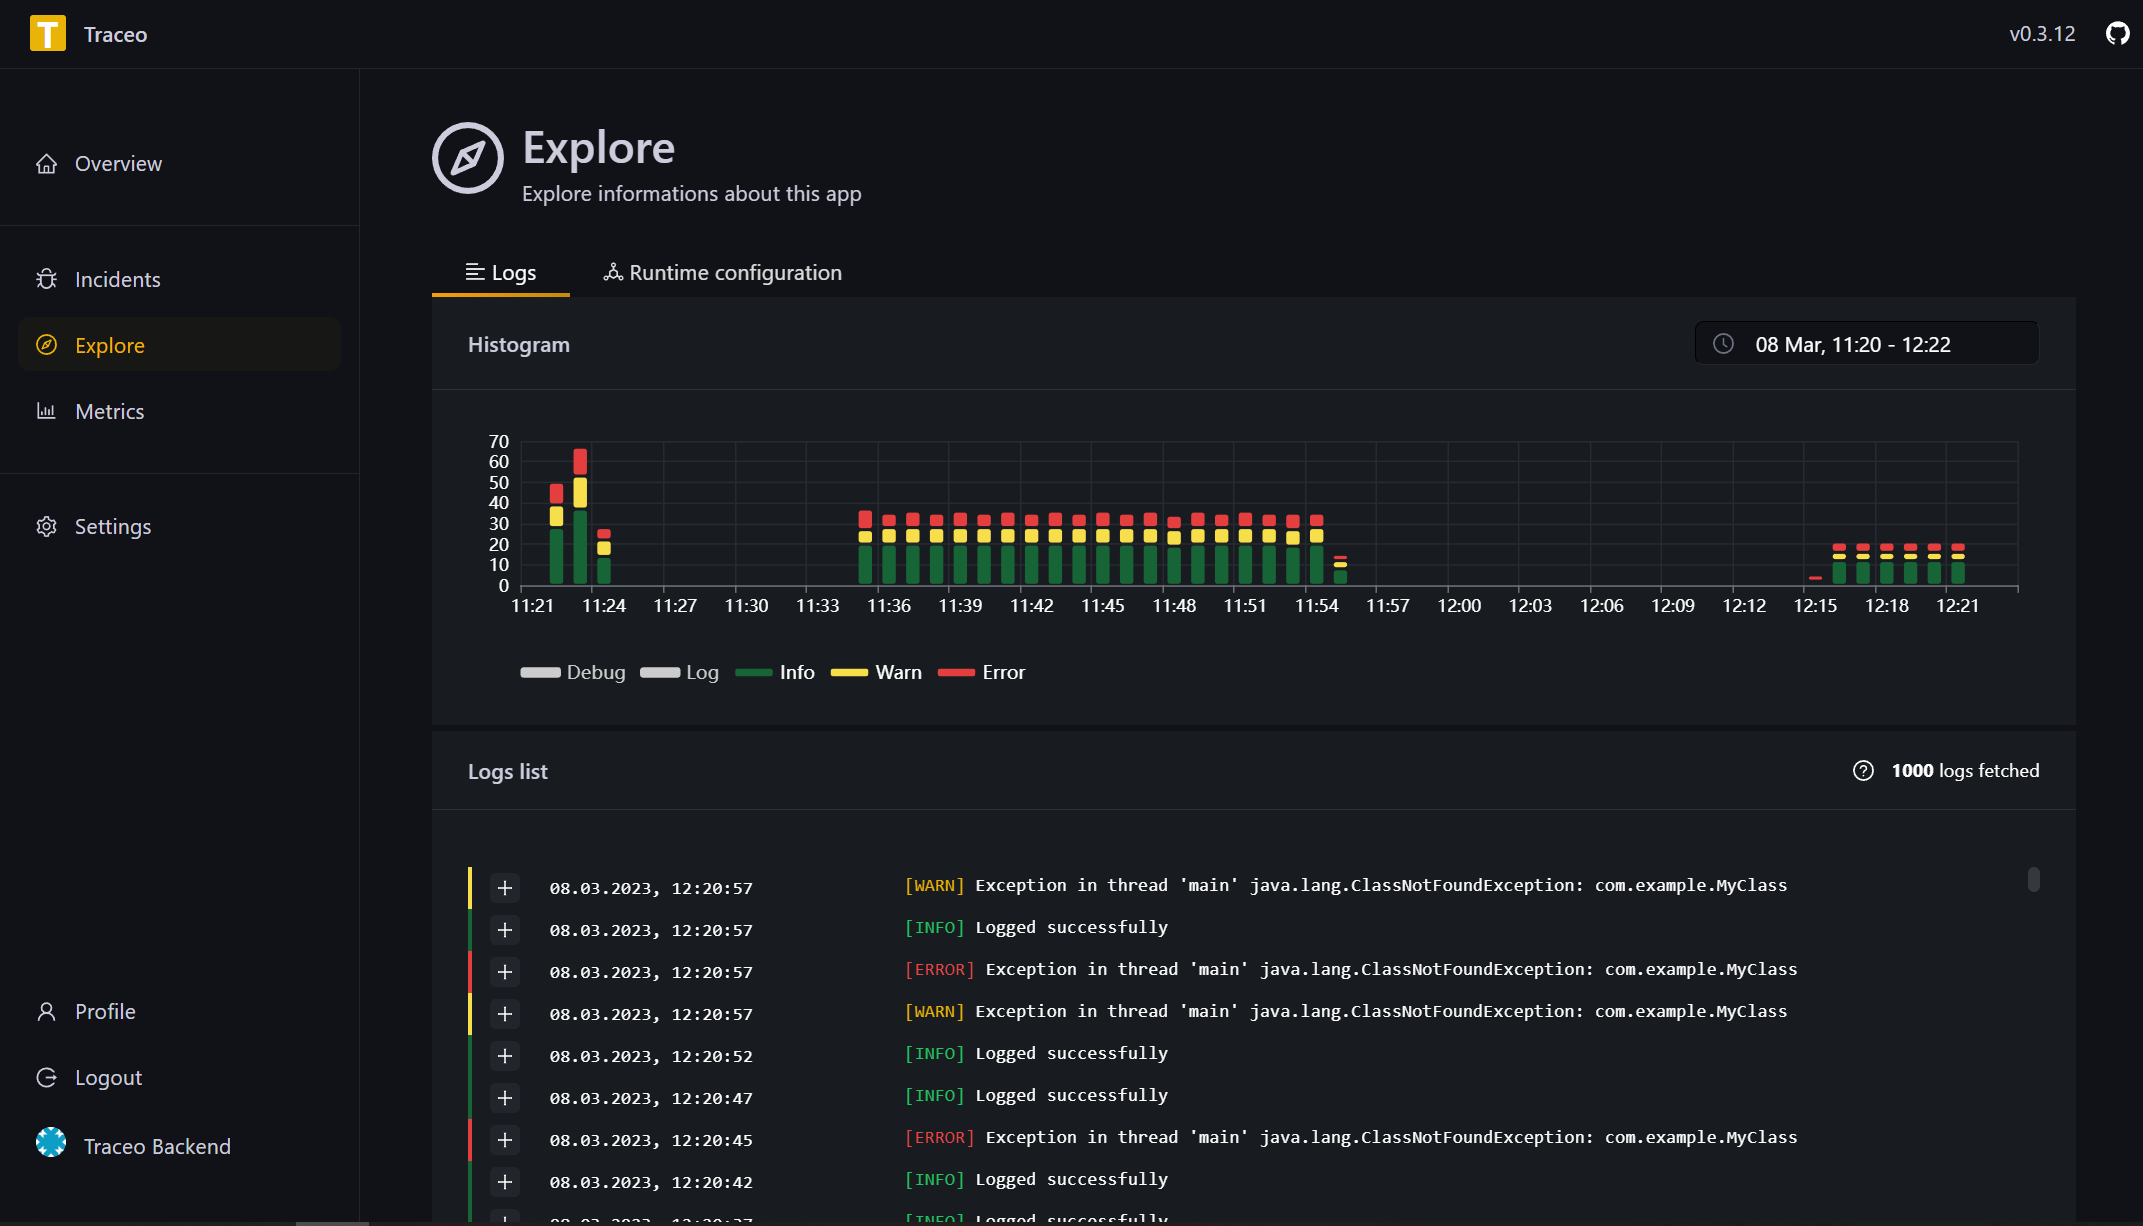 T Traceo
v0.3.12
Overview
Incidents
Explore
Metrics
Settings
Profile
Logout
Traceo Backend
Explore
Explore informations about this app
Logs
Runtime configuration
Histogram
08 Mar, 11:20 - 12:22
70
60
50
40
30
20
10
0
11:21 11:24 11:27 11:30 11:33 11:36 11:39 11:42 11:45 11:48 11:51 11:54 11:57 12:00 12:03 12:06 12:09 12:12 12:15 12:18 12:21
Debug Log Info Warn Error
Logs list
1000 logs fetched
08.03.2023, 12:20:57 [WARN] Exception in thread 'main' java.lang.ClassNotFoundException: com.example.MyClass
08.03.2023, 12:20:57 [INFO] Logged successfully
08.03.2023, 12:20:57 [ERROR] Exception in thread 'main' java.lang.ClassNotFoundException: com.example.MyClass
08.03.2023, 12:20:57 [WARN] Exception in thread 'main' java.lang.ClassNotFoundException: com.example.MyClass
08.03.2023, 12:20:52 [INFO] Logged successfully
08.03.2023, 12:20:47 [INFO] Logged successfully
08.03.2023, 12:20:45 [ERROR] Exception in thread 'main' java.lang.ClassNotFoundException: com.example.MyClass
08.03.2023, 12:20:42 [INFO] Logged successfully
08.03.2023, 12:20:37 [INFO] Logged successfully